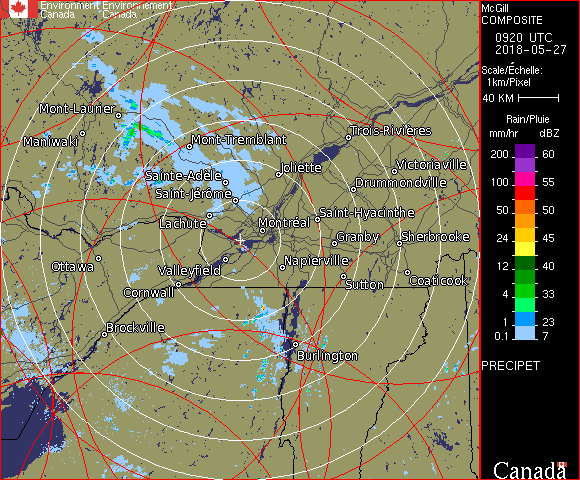 Environment Environnement
Canada Canada
McGill
COMPOSITE
0920 UTC
2018-05-27
Scale/Échelle:
1km/Pixel
40 KM
Rain/Pluie
mm/hr dBZ
200 60
100 55
50 50
24 45
12 40
4 33
1 23
0.1 7
PRECIPET
Canada
Mont-Laurier
Maniwaki
Mont-Tremblant
Trois-Rivières
Sainte-Adèle
Joliette
Victoriaville
Saint-Jérôme
Drummondville
Lachute
Montréal
Saint-Hyacinthe
Ottawa
Granby
Sherbrooke
Valleyfield
Napierville
Cornwall
Sutton
Coaticook
Brockville
Burlington